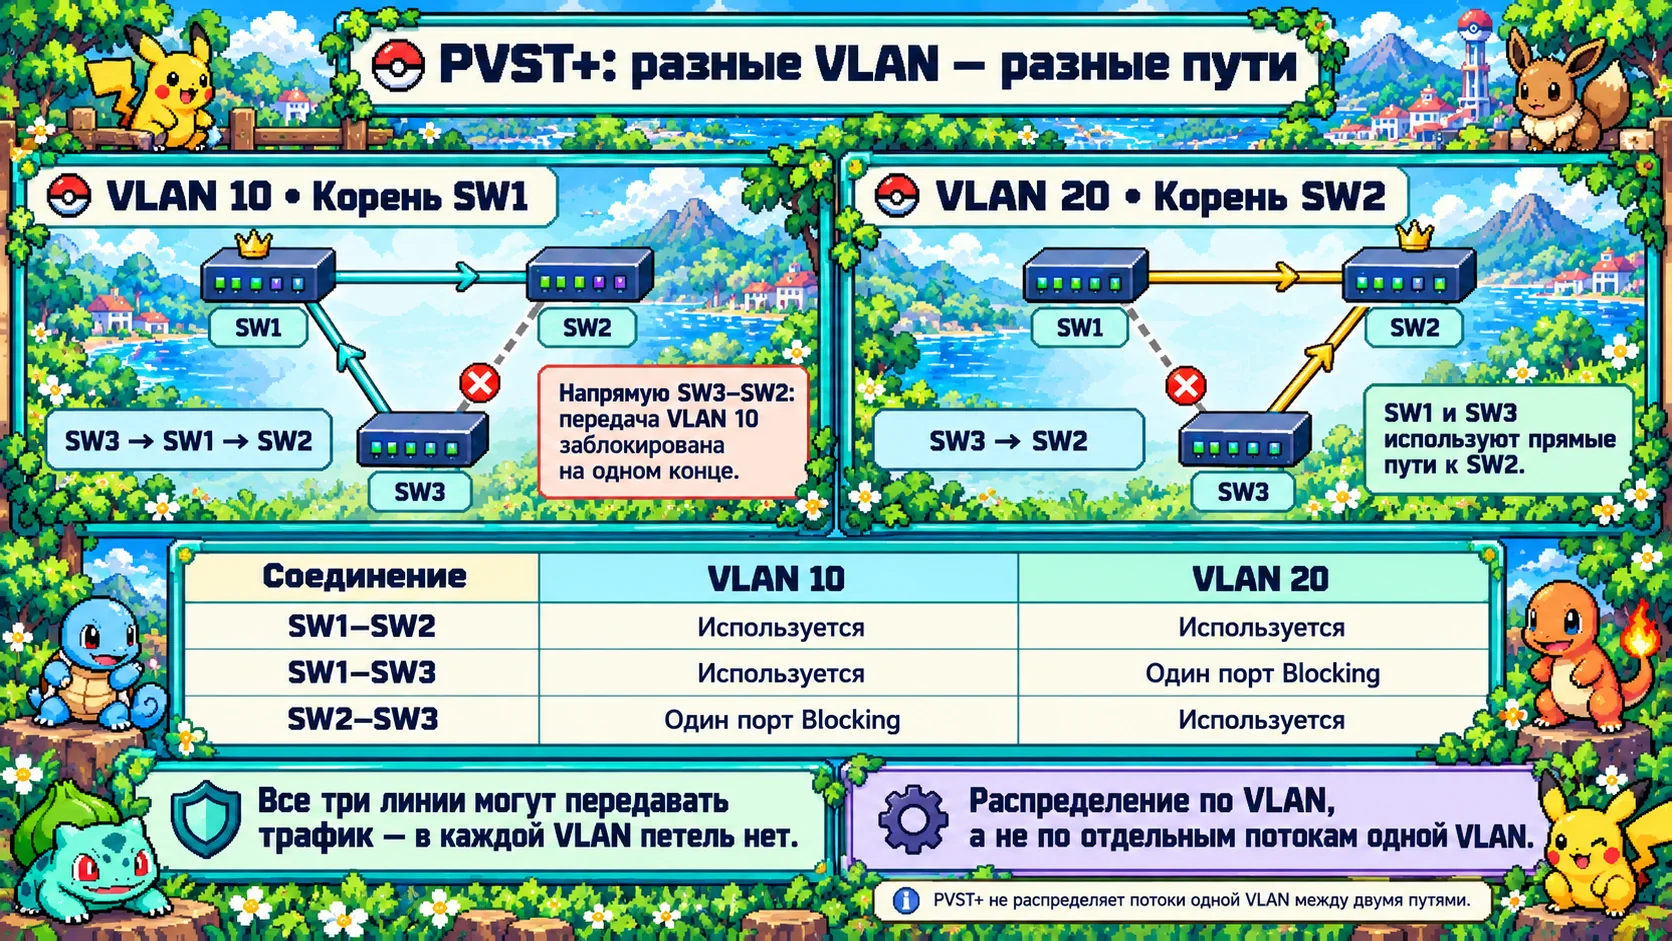 PVST+: разные VLAN — разные пути
VLAN 10 • Корень SW1
SW1
SW2
SW3
SW3 → SW1 → SW2
Напрямую SW3–SW2:
передача VLAN 10
заблокирована
на одном конце.
VLAN 20 • Корень SW2
SW1
SW2
SW3
SW3 → SW2
SW1 и SW3
используют прямые
пути к SW2.
Соединение VLAN 10 VLAN 20
SW1–SW2 Используется Используется
SW1–SW3 Используется Один порт Blocking
SW2–SW3 Один порт Blocking Используется
Все три линии могут передавать
трафик — в каждой VLAN петель нет.
Распределение по VLAN,
а не по отдельным потокам одной VLAN.
PVST+ не распределяет потоки одной VLAN между двумя путями.